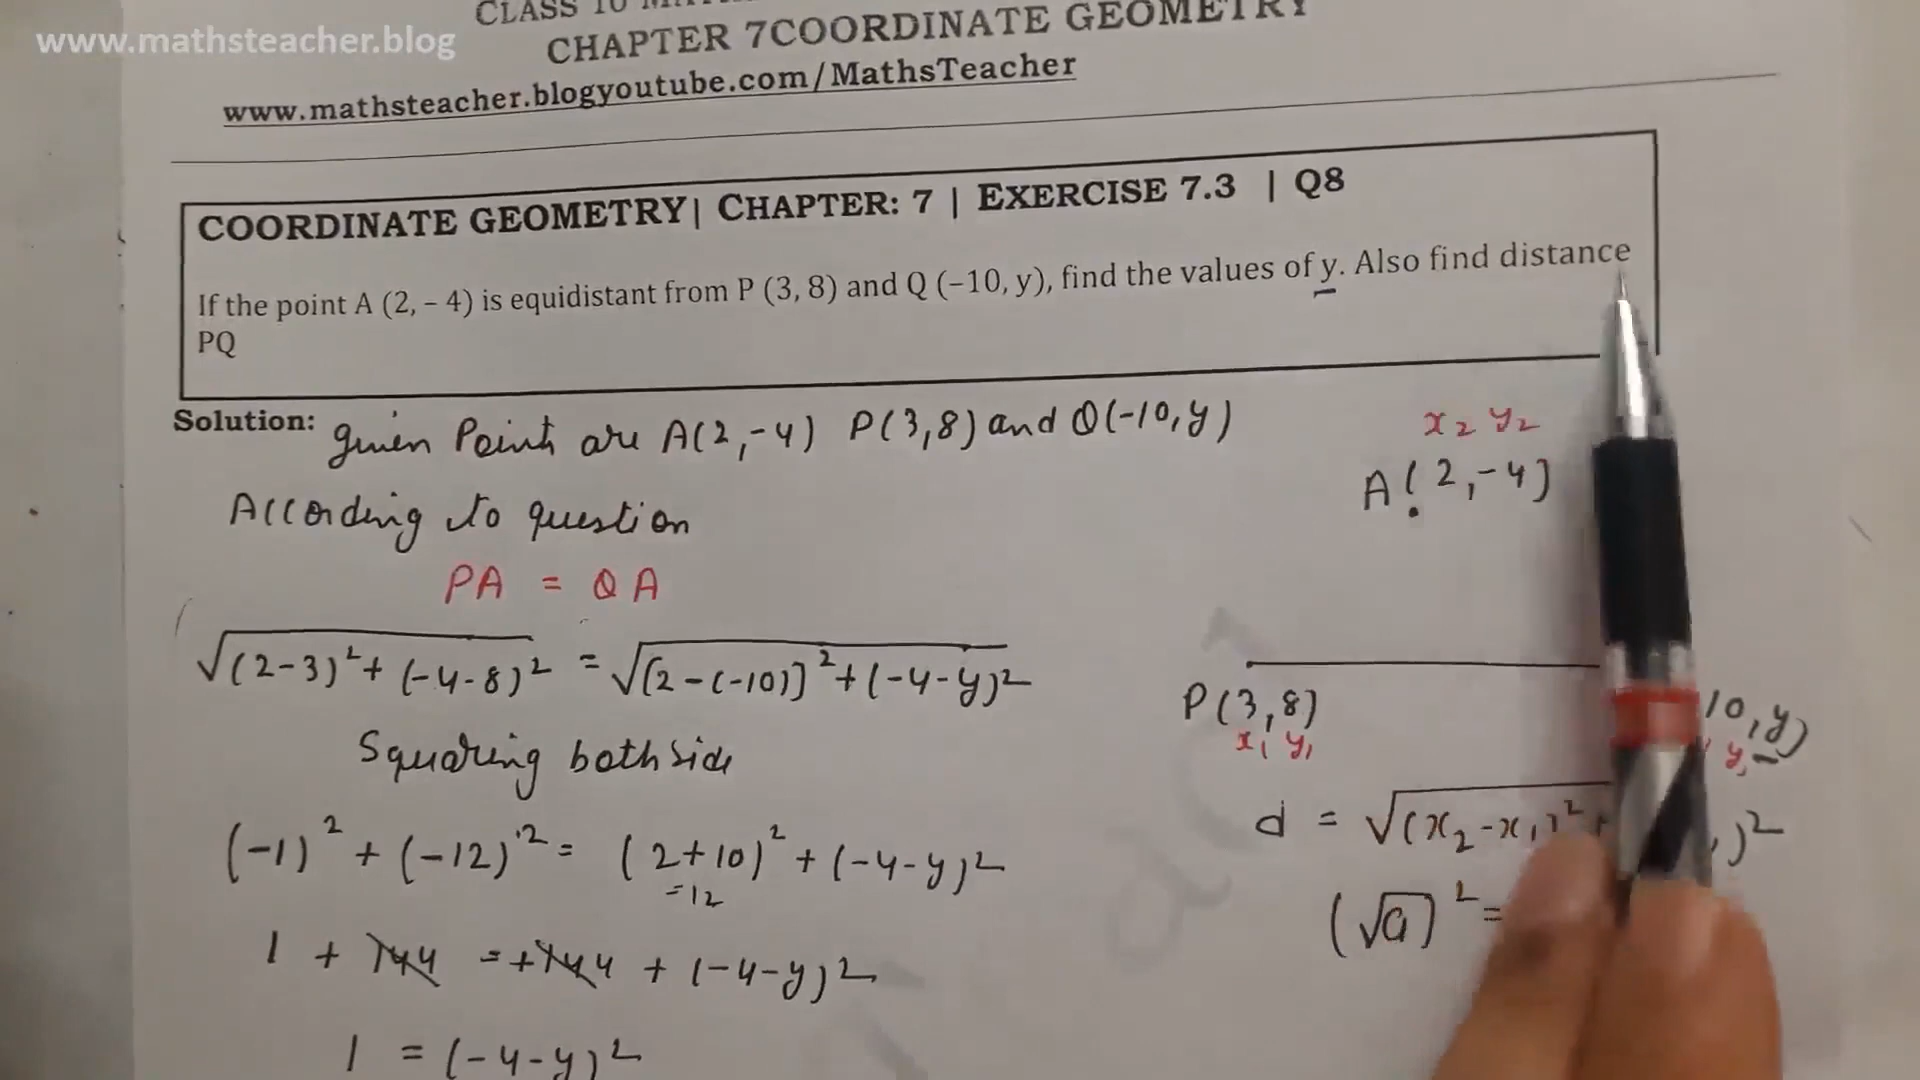 www.mathsteacher.blog
CLASS 10
CHAPTER 7COORDINATE GEOMETRY
www.mathsteacher.blogyoutube.com/MathsTeacher
COORDINATE GEOMETRY| CHAPTER: 7 | EXERCISE 7.3 | Q8
If the point A (2, – 4) is equidistant from P (3, 8) and Q (–10, y), find the values of y. Also find distance
PQ
Solution: given Point are A(2,-4) P(3,8) and Q(-10,y)
According to question
PA = QA
√(2-3)²+(-4-8)² = √(2-(-10)]²+(-4-y)²
Squaring both side
(-1)² + (-12)² = (2+10)² + (-4-y)²
=12
1 + 144 = +144 + (-4-y)²
1 = (-4-y)²
x₂ y₂
A(2,-4)
P(3,8) 10,y)
x₁ y₁ y₁
d = √(x₂-x₁)²+ )²
(√a)² =